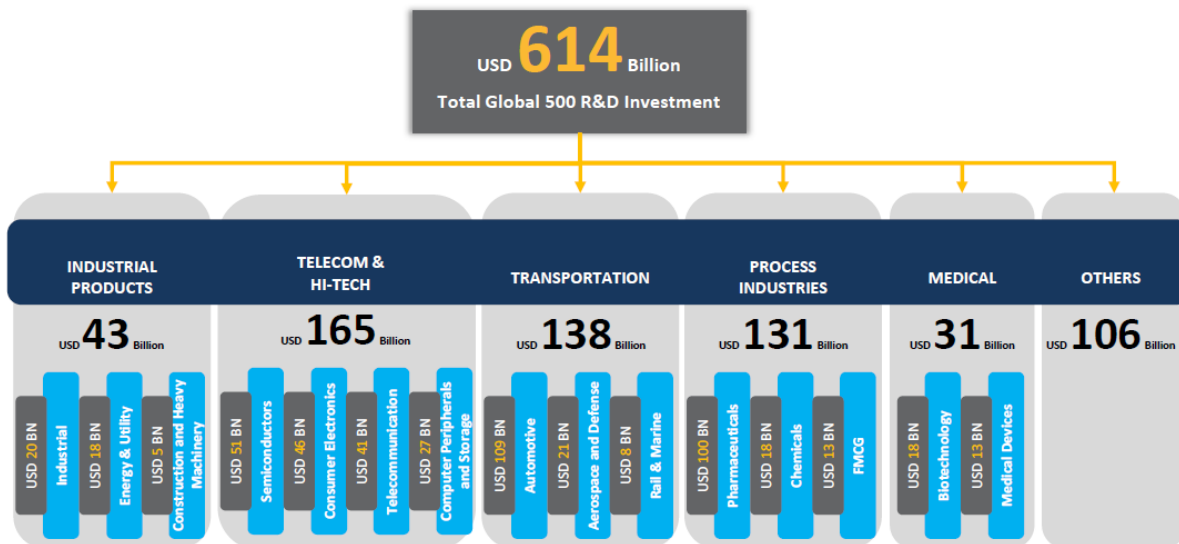 USD 614 Billion
Total Global 500 R&D Investment
INDUSTRIAL
PRODUCTS
TELECOM &
HI-TECH
TRANSPORTATION
PROCESS
INDUSTRIES
MEDICAL
OTHERS
USD 43 Billion
USD 165 Billion
USD 138 Billion
USD 131 Billion
USD 31 Billion
USD 106 Billion
USD 20 BN
Industrial
USD 18 BN
Energy & Utility
USD 5 BN
Construction and Heavy
Machinery
USD 51 BN
Semiconductors
USD 46 BN
Consumer Electronics
USD 41 BN
Telecommunication
USD 27 BN
Computer Peripherals
and Storage
USD 109 BN
Automotive
USD 21 BN
Aerospace and Defense
USD 8 BN
Rail & Marine
USD 100 BN
Pharmaceuticals
USD 18 BN
Chemicals
USD 13 BN
FMCG
USD 18 BN
Biotechnology
USD 13 BN
Medical Devices